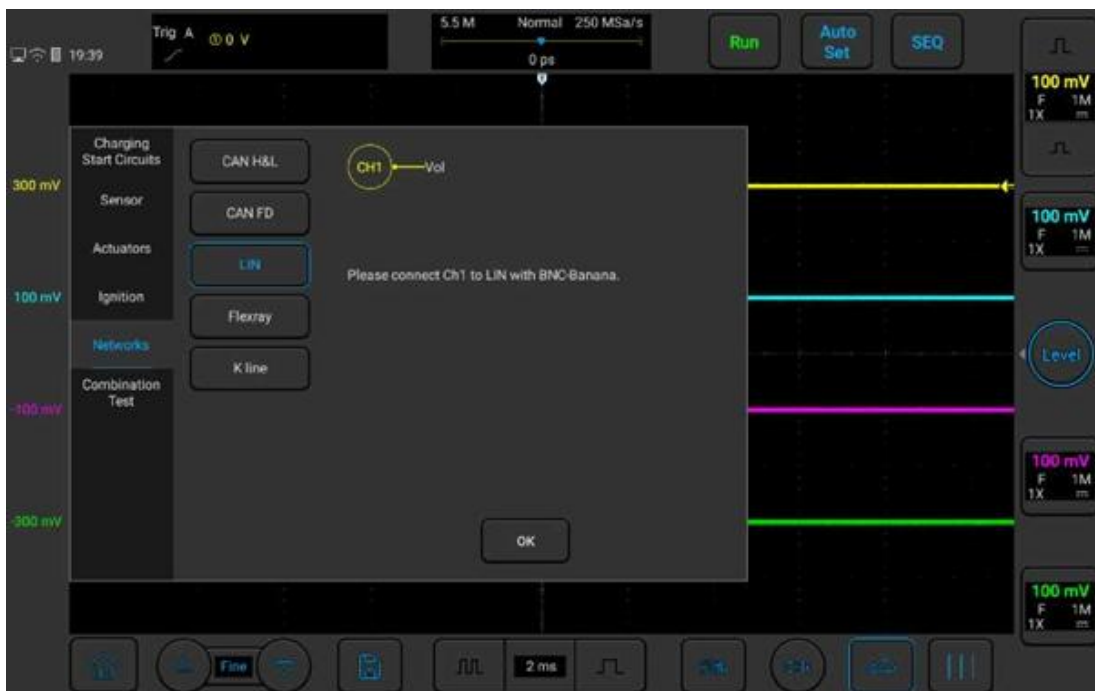 19:39
Trig A ① 0 V
5.5 M Normal 250 MSa/s
0 ps
Run
Auto
Set
SEQ
100 mV
F 1M
1X
300 mV
100 mV
-100 mV
-300 mV
Charging
Start Circuits
Sensor
Actuators
Ignition
Networks
Combination
Test
CAN H&L
CAN FD
LIN
Flexray
K line
CH1 Vol
Please connect Ch1 to LIN with BNC-Banana.
OK
100 mV
F 1M
1X
Level
100 mV
F 1M
1X
100 mV
F 1M
1X
Fine
2 ms